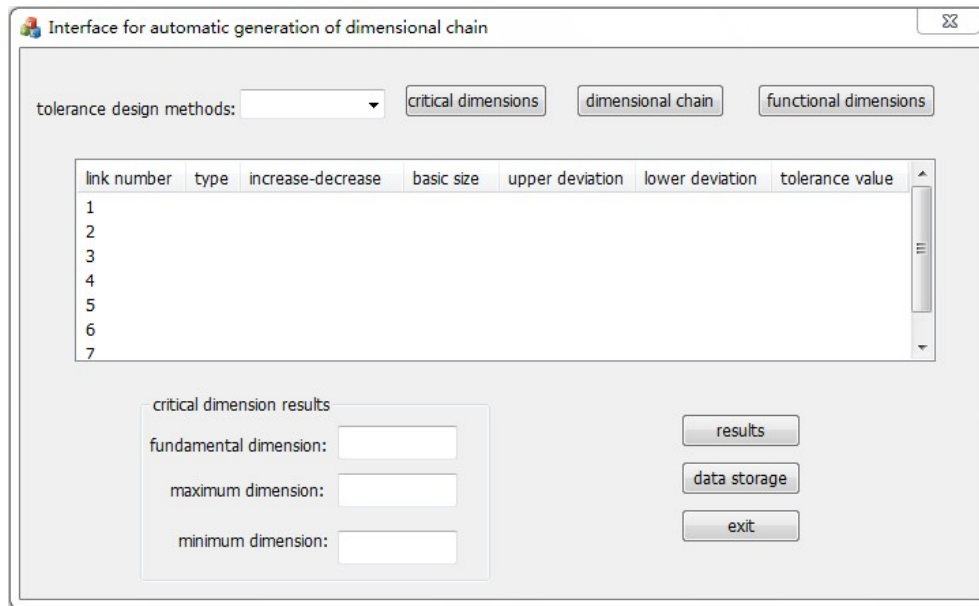 Interface for automatic generation of dimensional chain
tolerance design methods: critical dimensions dimensional chain functional dimensions
link number type increase-decrease basic size upper deviation lower deviation tolerance value
1
2
3
4
5
6
7
critical dimension results
fundamental dimension:
maximum dimension:
minimum dimension:
results
data storage
exit